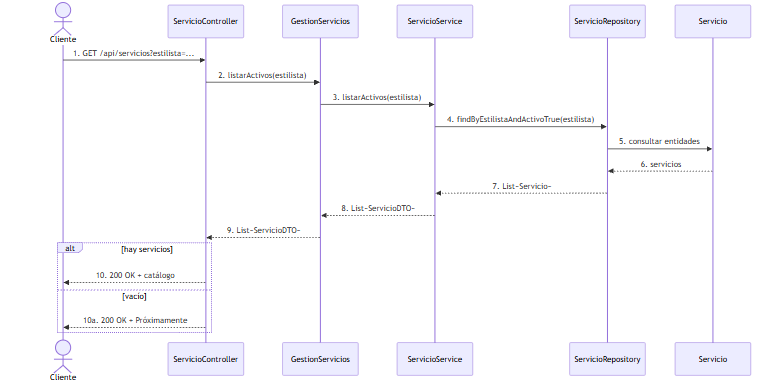 Cliente
ServicioController
GestionServicios
ServicioService
ServicioRepository
Servicio
1. GET /api/servicios?estilista=...
2. listarActivos(estilista)
3. listarActivos(estilista)
4. findByEstilistaAndActivoTrue(estilista)
5. consultar entidades
6. servicios
7. List~Servicio~
8. List~ServicioDTO~
9. List~ServicioDTO~
alt
[hay servicios]
10. 200 OK + catálogo
[vacío]
10a. 200 OK + Próximamente
Cliente
ServicioController
GestionServicios
ServicioService
ServicioRepository
Servicio